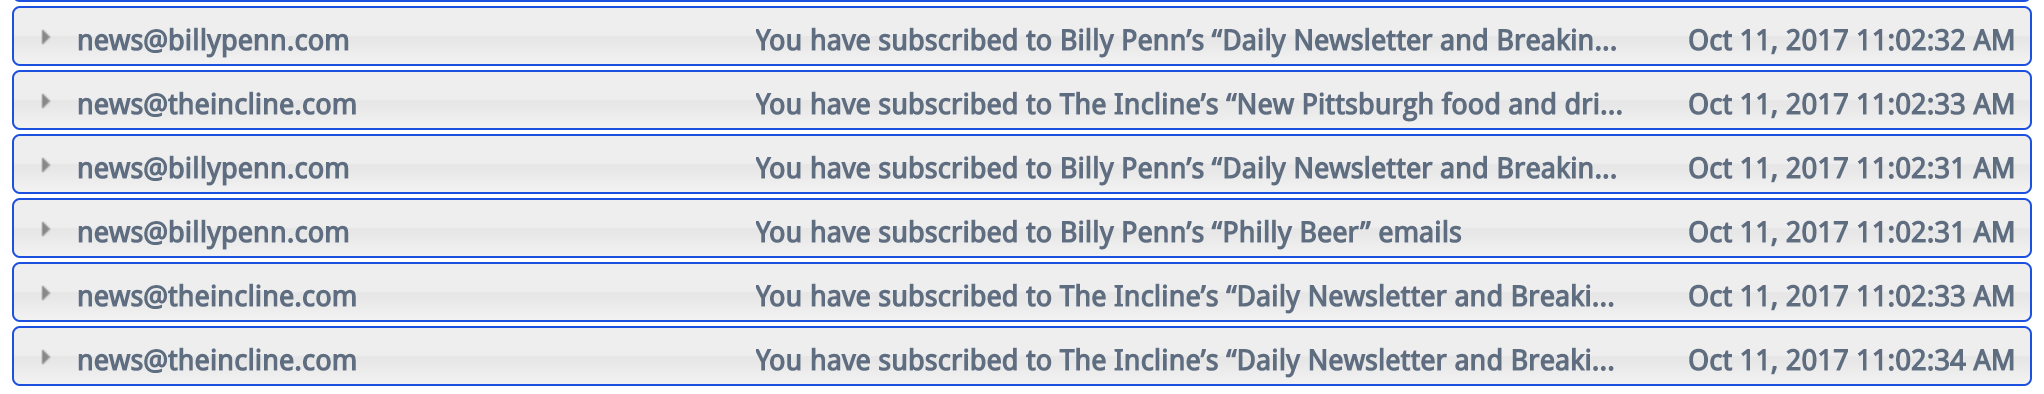 news@billypenn.com You have subscribed to Billy Penn’s “Daily Newsletter and Breakin... Oct 11, 2017 11:02:32 AM
news@theincline.com You have subscribed to The Incline’s “New Pittsburgh food and dri... Oct 11, 2017 11:02:33 AM
news@billypenn.com You have subscribed to Billy Penn’s “Daily Newsletter and Breakin... Oct 11, 2017 11:02:31 AM
news@billypenn.com You have subscribed to Billy Penn’s “Philly Beer” emails Oct 11, 2017 11:02:31 AM
news@theincline.com You have subscribed to The Incline’s “Daily Newsletter and Breaki... Oct 11, 2017 11:02:33 AM
news@theincline.com You have subscribed to The Incline’s “Daily Newsletter and Breaki... Oct 11, 2017 11:02:34 AM